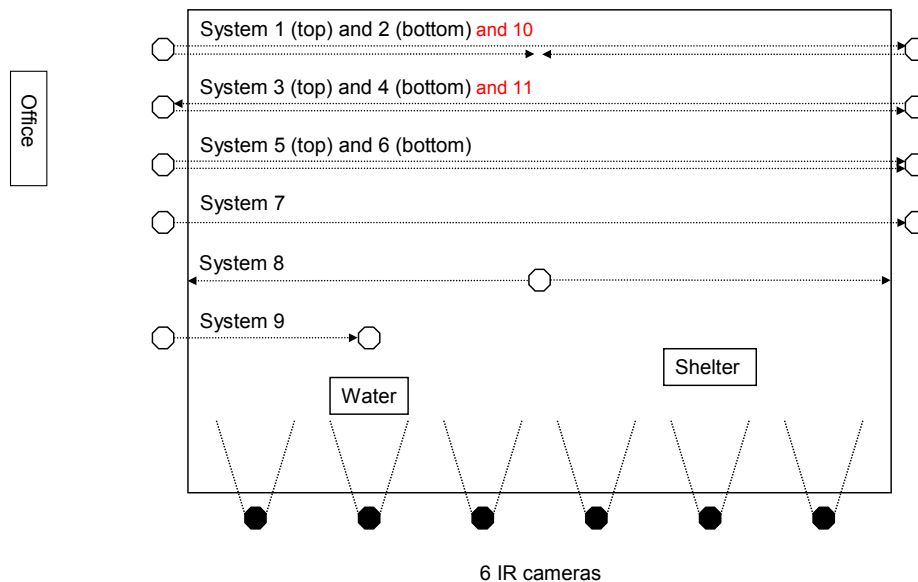 System 1 (top) and 2 (bottom) and 10
System 3 (top) and 4 (bottom) and 11
Office
System 5 (top) and 6 (bottom)
System 7
System 8
System 9
Shelter
Water
6 IR cameras